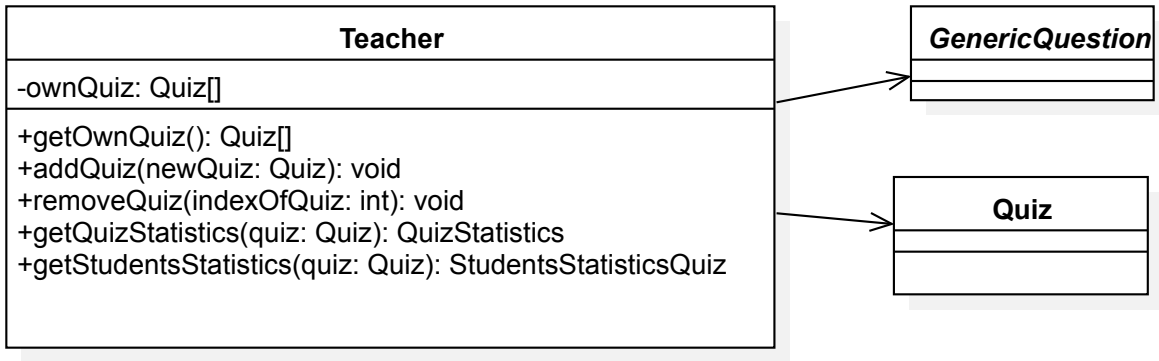 Teacher
-ownQuiz: Quiz[]
+getOwnQuiz(): Quiz[]
+addQuiz(newQuiz: Quiz): void
+removeQuiz(indexOfQuiz: int): void
+getQuizStatistics(quiz: Quiz): QuizStatistics
+getStudentsStatistics(quiz: Quiz): StudentsStatisticsQuiz
GenericQuestion
Quiz